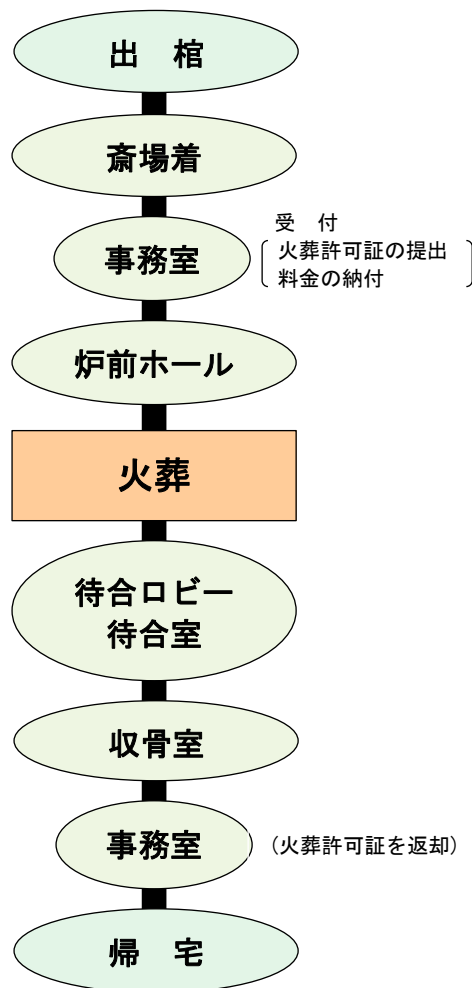 出　棺
斎場着
事務室
受　付
火葬許可証の提出
料金の納付
炉前ホール
火葬
待合ロビー
待合室
収骨室
事務室
（火葬許可証を返却）
帰　宅